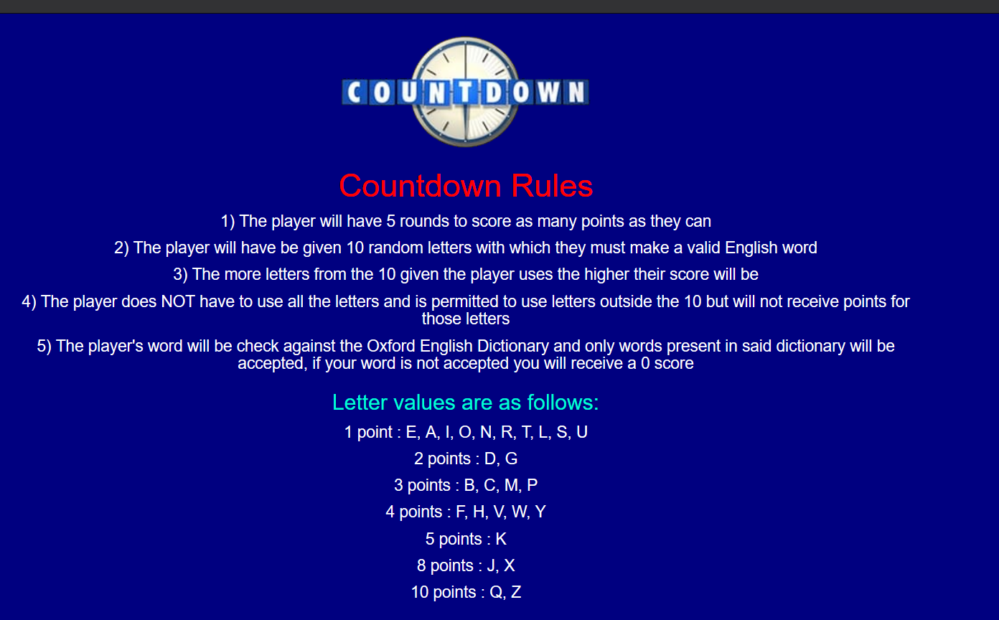 COUNTDOWN
Countdown Rules
1) The player will have 5 rounds to score as many points as they can
2) The player will have be given 10 random letters with which they must make a valid English word
3) The more letters from the 10 given the player uses the higher their score will be
4) The player does NOT have to use all the letters and is permitted to use letters outside the 10 but will not receive points for
those letters
5) The player's word will be check against the Oxford English Dictionary and only words present in said dictionary will be
accepted, if your word is not accepted you will receive a 0 score
Letter values are as follows:
1 point : E, A, I, O, N, R, T, L, S, U
2 points : D, G
3 points : B, C, M, P
4 points : F, H, V, W, Y
5 points : K
8 points : J, X
10 points : Q, Z